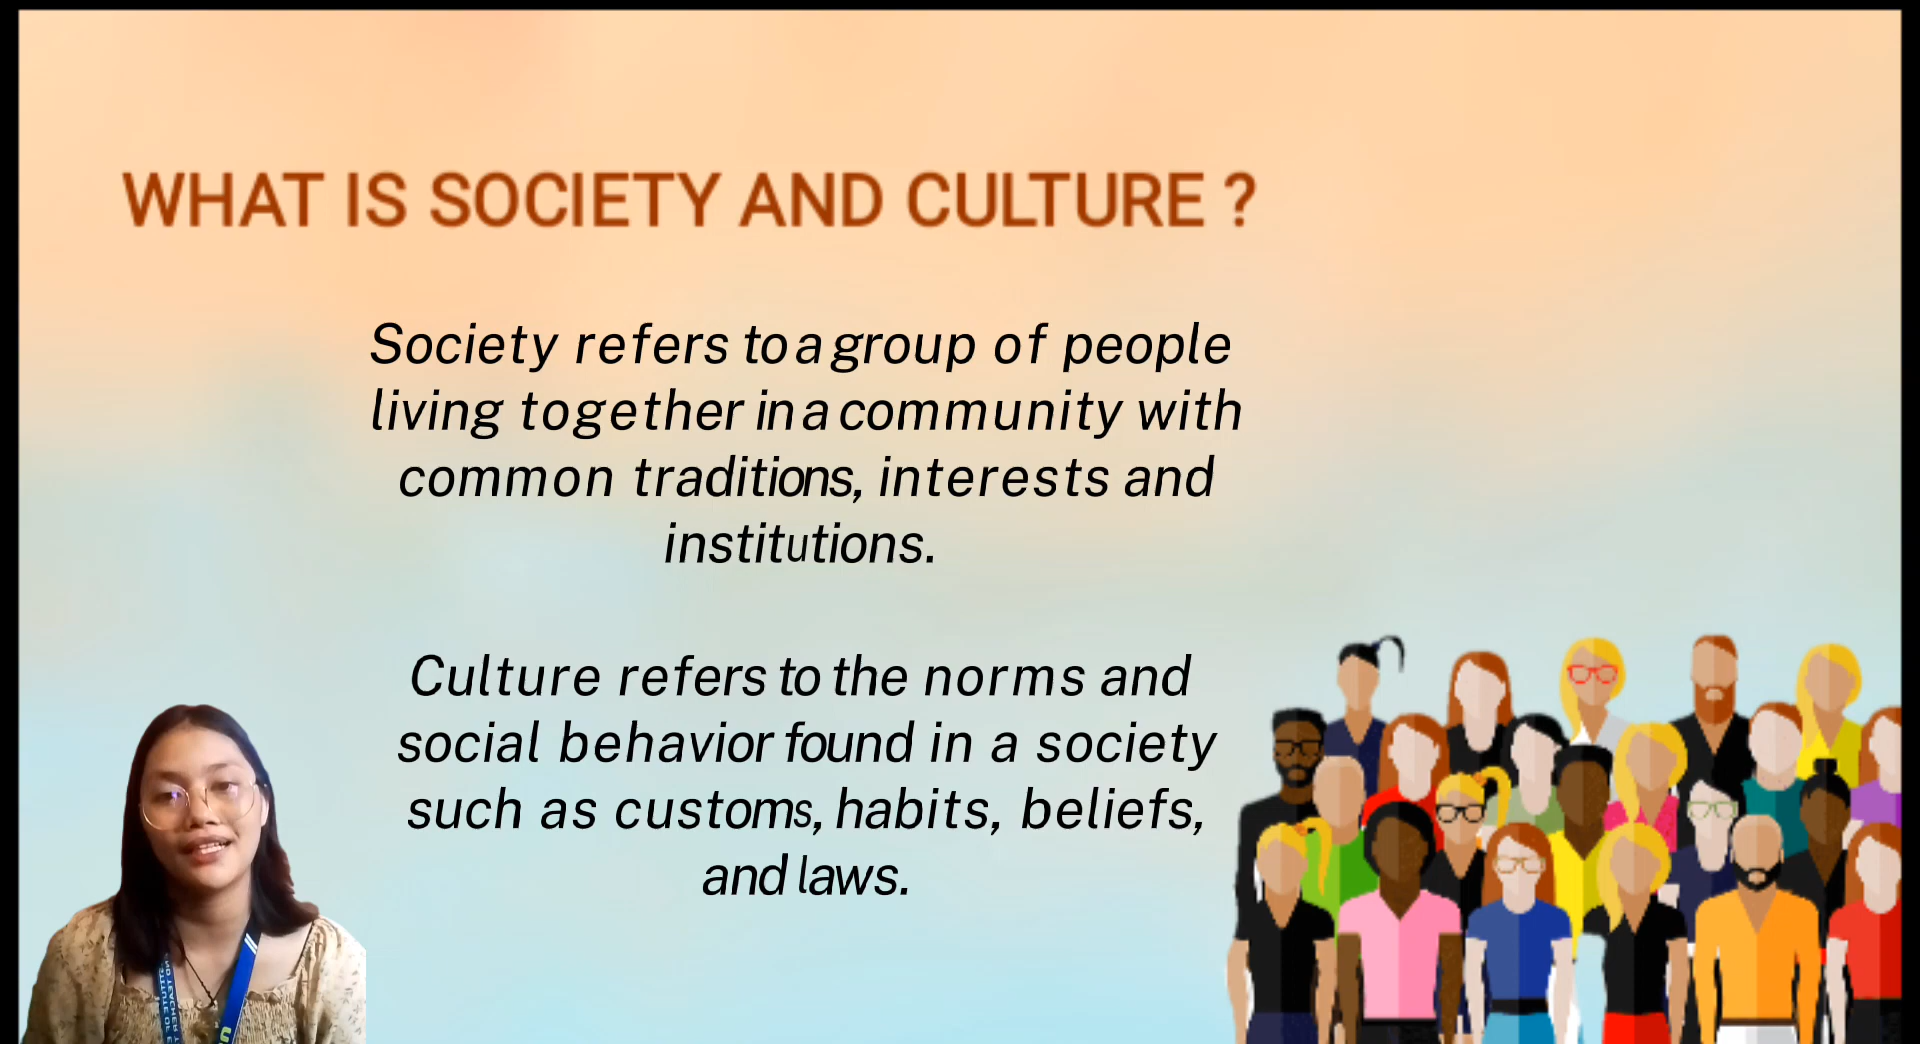 WHAT IS SOCIETY AND CULTURE ?
Society refers to a group of people
living together in a community with
common traditions, interests and
institutions.
Culture refers to the norms and
social behavior found in a society
such as customs, habits, beliefs,
and laws.